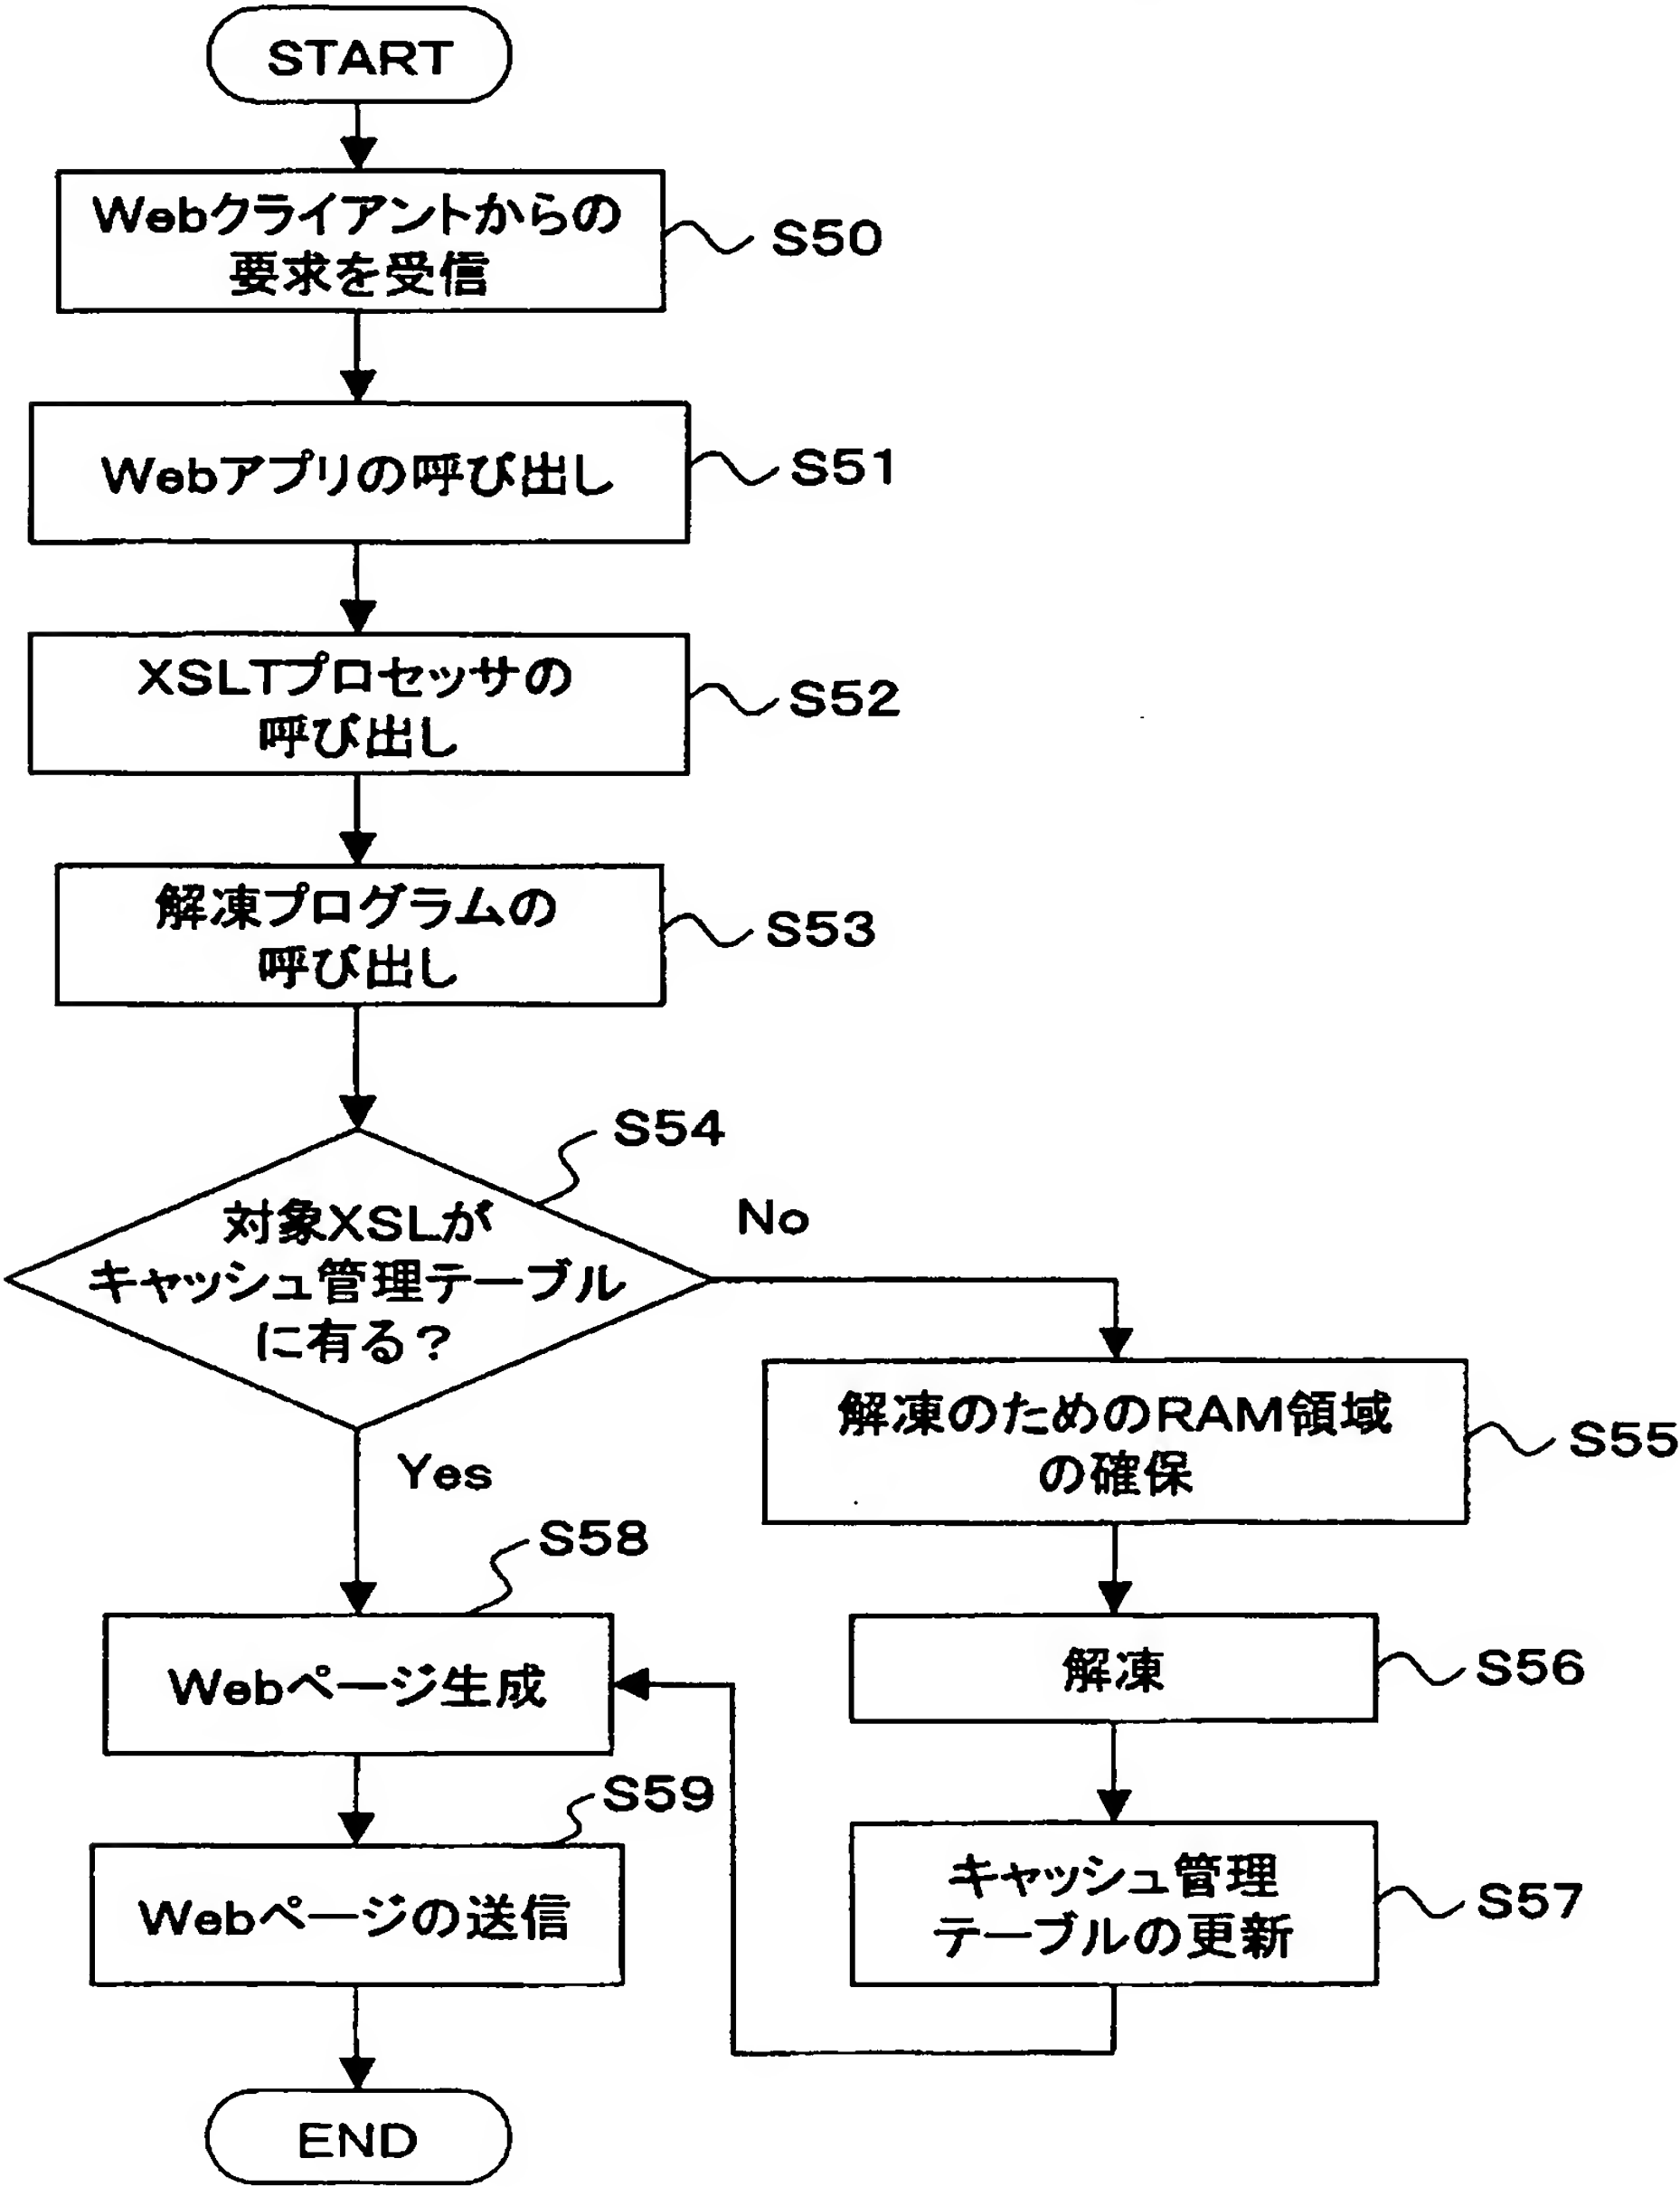 START
Webクライアントからの
要求を受信
S50
Webアプリの呼び出し
S51
XSLTプロセッサの
呼び出し
S52
解凍プログラムの
呼び出し
S53
S54
対象XSLが
キャッシュ管理テーブル
に有る？
No
Yes
解凍のためのRAM領域
の確保
S55
解凍
S56
キャッシュ管理
テーブルの更新
S57
S58
Webページ生成
S59
Webページの送信
END